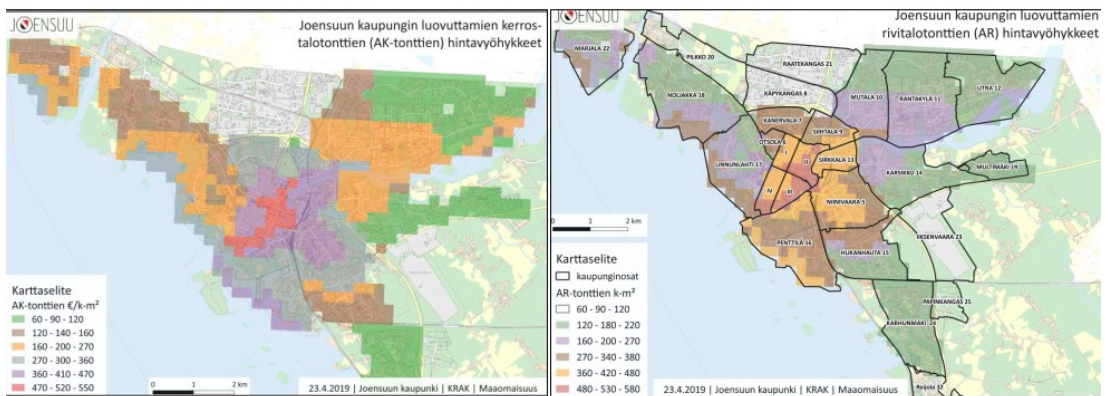 JOENSUU
Joensuun kaupungin luovuttamien kerros-
talotonttien (AK-tonttien) hintavyöhykkeet
Karttaselite
AK-tonttien €/k-m²
60 - 90 - 120
120 - 140 - 160
160 - 200 - 270
270 - 300 - 360
360 - 410 - 470
470 - 520 - 550
0 1 2 km
23.4.2019 | Joensuun kaupunki | KRAK | Maaomaisuus
JOENSUU
Joensuun kaupungin luovuttamien
rivitalotonttien (AR) hintavyöhykkeet
MARJALA 22
PILKKO 20
RAATEKANGAS 21
NOLJAKKA 18
KÄPYKANGAS 8
MUTALA 10
RANTAKYLÄ 11
UTRA 12
KANERVALA 7
SIIHTALA 9
OTSOLA 6
I
II
SIRKKALA 13
LINNUNLAHTI 17
KARSIKKO 14
MULTIMÄKI 19
IV
III
NIINIVAARA 5
PENTTILÄ 16
HUKANHAUTA 15
IIKSENVAARA 23
PAPINKANGAS 25
KARHUNMÄKI 24
Reijola 32
0 1 2 km
Karttaselite
kaupunginosat
AR-tonttien k-m²
60 - 90 - 120
120 - 180 - 220
160 - 200 - 270
270 - 340 - 380
360 - 420 - 480
480 - 530 - 580
23.4.2019 | Joensuun kaupunki | KRAK | Maaomaisuus